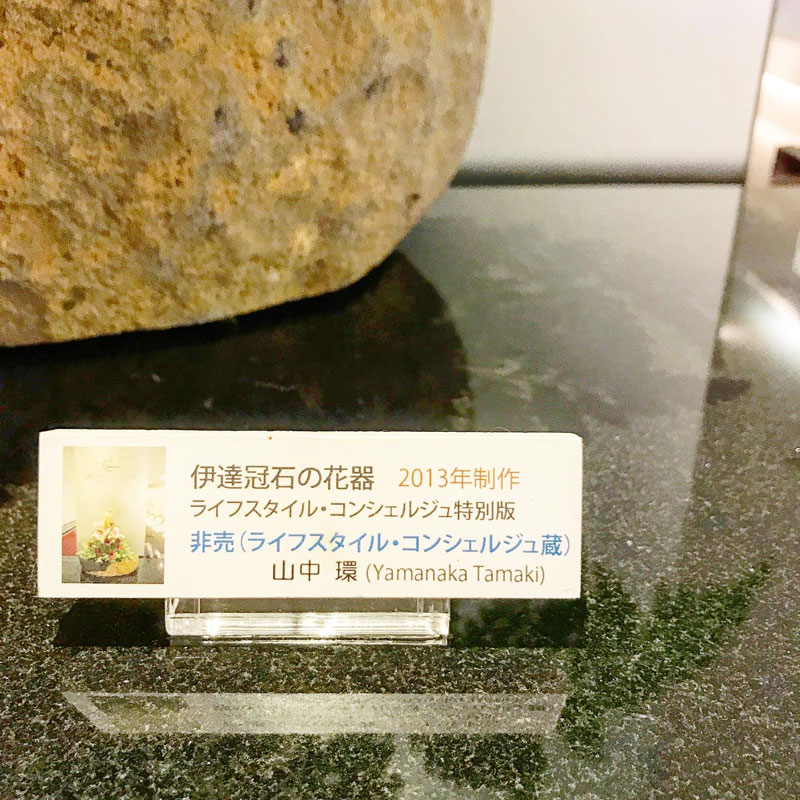 伊達冠石の花器 2013年制作
ライフスタイル・コンシェルジュ特別版
非売(ライフスタイル・コンシェルジュ蔵)
山中 環 (Yamanaka Tamaki)